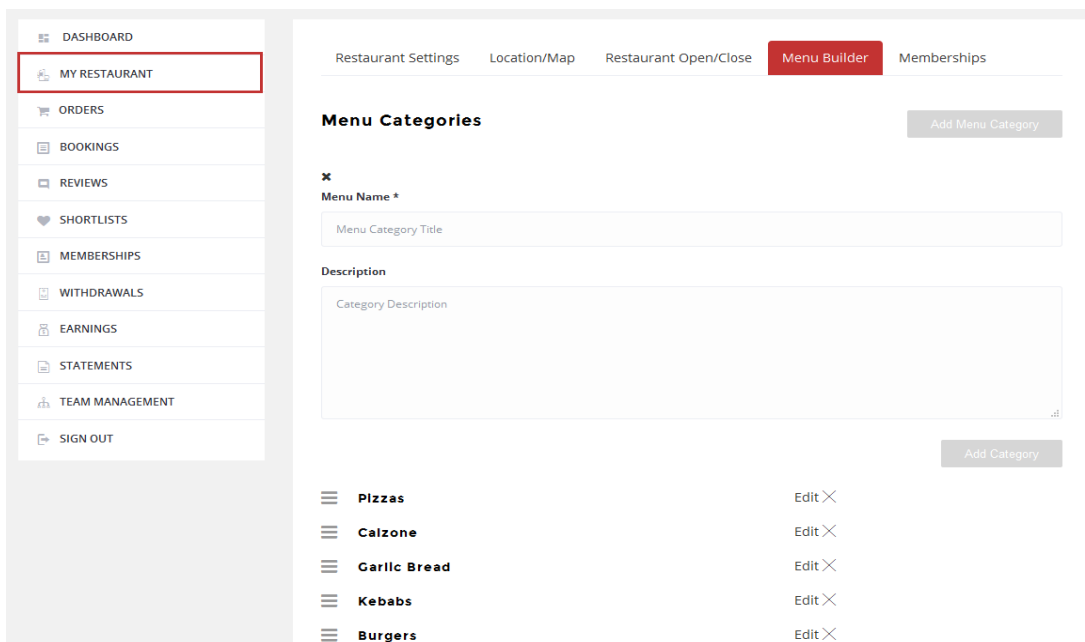 DASHBOARD
MY RESTAURANT
ORDERS
BOOKINGS
REVIEWS
SHORTLISTS
MEMBERSHIPS
WITHDRAWALS
EARNINGS
STATEMENTS
TEAM MANAGEMENT
SIGN OUT
Restaurant Settings Location/Map Restaurant Open/Close Menu Builder Memberships
Menu Categories Add Menu Category
Menu Name *
Menu Category Title
Description
Category Description
Add Category
Pizzas Edit
Calzone Edit
Garlic Bread Edit
Kebabs Edit
Burgers Edit